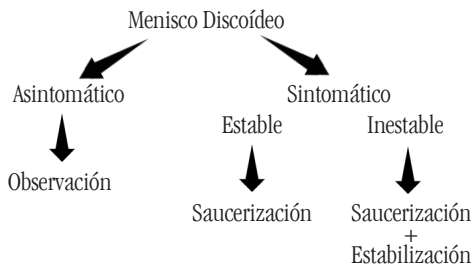 Menisco Discoídeo
Asintomático Sintomático
Estable Inestable
Observación
Saucerización Saucerización
+
Estabilización